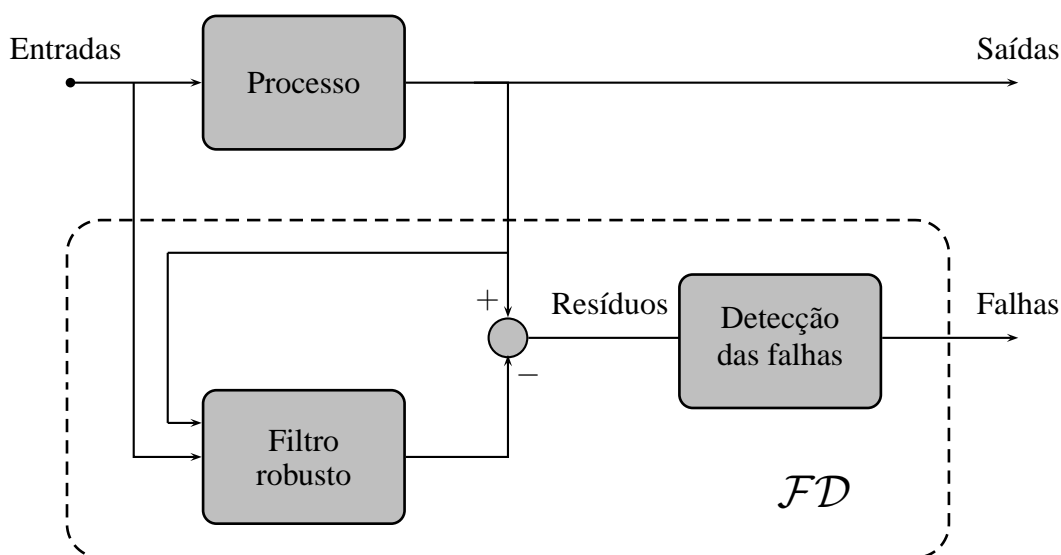 Entradas
Processo
Saídas
+
Resíduos
Detecção
das falhas
Falhas
−
Filtro
robusto
FD